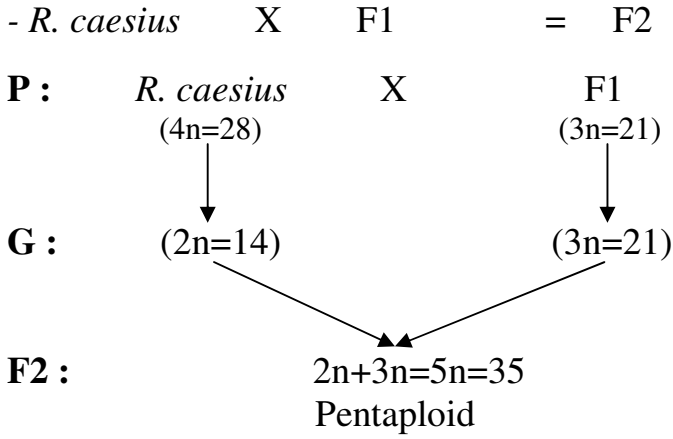 - R. caesius X F1 = F2
P : R. caesius X F1
(4n=28) (3n=21)
G : (2n=14) (3n=21)
F2 : 2n+3n=5n=35
Pentaploid